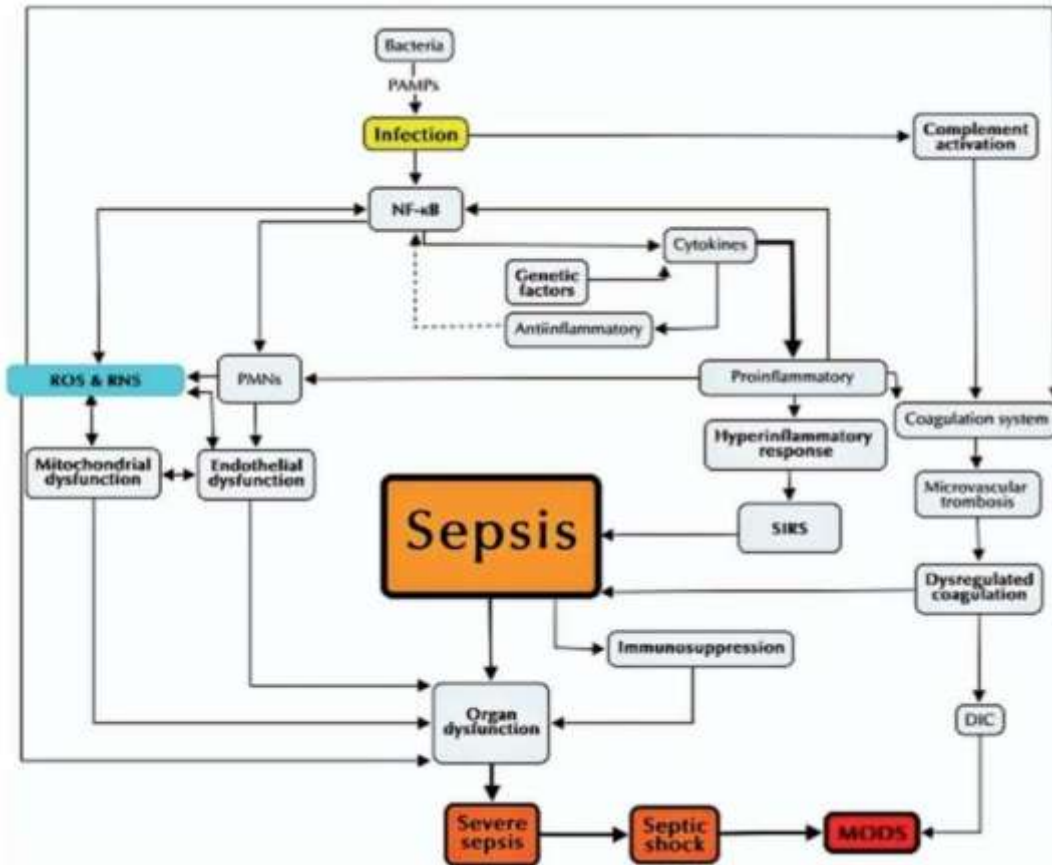 Bacteria
PAMPs
Infection
Complement
activation
NF-κB
Cytokines
Genetic
factors
Antiinflammatory
ROS & RNS
PMNs
Proinflammatory
Coagulation system
Hyperinflammatory
response
Mitochondrial
dysfunction
Endothelial
dysfunction
Microvascular
trombosis
Sepsis
SIRS
Dysregulated
coagulation
Immunosuppression
Organ
dysfunction
DIC
Severe
sepsis
Septic
shock
MODS